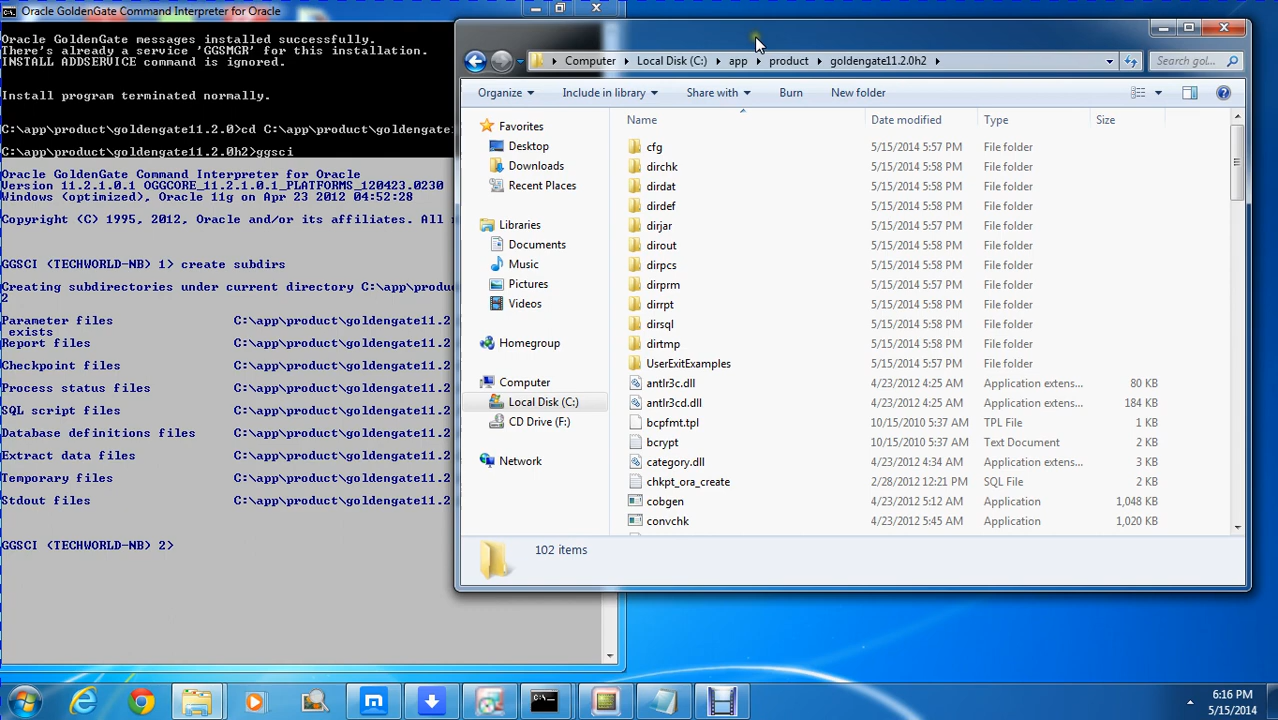 Oracle GoldenGate Command Interpreter for Oracle
Oracle GoldenGate messages installed successfully.
There's already a service 'GGSMGR' for this installation.
INSTALL ADDSERVICE command is ignored.
Install program terminated normally.
C:\app\product\goldengate11.2.0>cd C:\app\product\goldengate
C:\app\product\goldengate11.2.0h2>ggsci
Oracle GoldenGate Command Interpreter for Oracle
Version 11.2.1.0.1 OGGCORE_11.2.1.0.1_PLATFORMS_120423.0230
Windows (optimized), Oracle 11g on Apr 23 2012 04:52:28
Copyright (C) 1995, 2012, Oracle and/or its affiliates. All
GGSCI (TECHWORLD-NB) 1> create subdirs
Creating subdirectories under current directory C:\app\produc
2
Parameter files C:\app\product\goldengate11.2
exists
Report files C:\app\product\goldengate11.2
Checkpoint files C:\app\product\goldengate11.2
Process status files C:\app\product\goldengate11.2
SQL script files C:\app\product\goldengate11.2
Database definitions files C:\app\product\goldengate11.2
Extract data files C:\app\product\goldengate11.2
Temporary files C:\app\product\goldengate11.2
Stdout files C:\app\product\goldengate11.2
GGSCI (TECHWORLD-NB) 2>
Computer Local Disk (C:) app product goldengate11.2.0h2
Search gol...
Organize Include in library Share with Burn New folder
Favorites
Desktop
Downloads
Recent Places
Libraries
Documents
Music
Pictures
Videos
Homegroup
Computer
Local Disk (C:)
CD Drive (F:)
Network
Name Date modified Type Size
cfg 5/15/2014 5:57 PM File folder
dirchk 5/15/2014 5:58 PM File folder
dirdat 5/15/2014 5:58 PM File folder
dirdef 5/15/2014 5:58 PM File folder
dirjar 5/15/2014 5:57 PM File folder
dirout 5/15/2014 5:58 PM File folder
dirpcs 5/15/2014 5:58 PM File folder
dirprm 5/15/2014 5:58 PM File folder
dirrpt 5/15/2014 5:58 PM File folder
dirsql 5/15/2014 5:58 PM File folder
dirtmp 5/15/2014 5:58 PM File folder
UserExitExamples 5/15/2014 5:57 PM File folder
antlr3c.dll 4/23/2012 4:25 AM Application extens... 80 KB
antlr3cd.dll 4/23/2012 4:25 AM Application extens... 184 KB
bcpfmt.tpl 10/15/2010 5:37 AM TPL File 1 KB
bcrypt 10/15/2010 5:37 AM Text Document 2 KB
category.dll 4/23/2012 4:34 AM Application extens... 3 KB
chkpt_ora_create 2/28/2012 12:21 PM SQL File 2 KB
cobgen 4/23/2012 5:12 AM Application 1,048 KB
convchk 4/23/2012 5:45 AM Application 1,020 KB
102 items
6:16 PM
5/15/2014